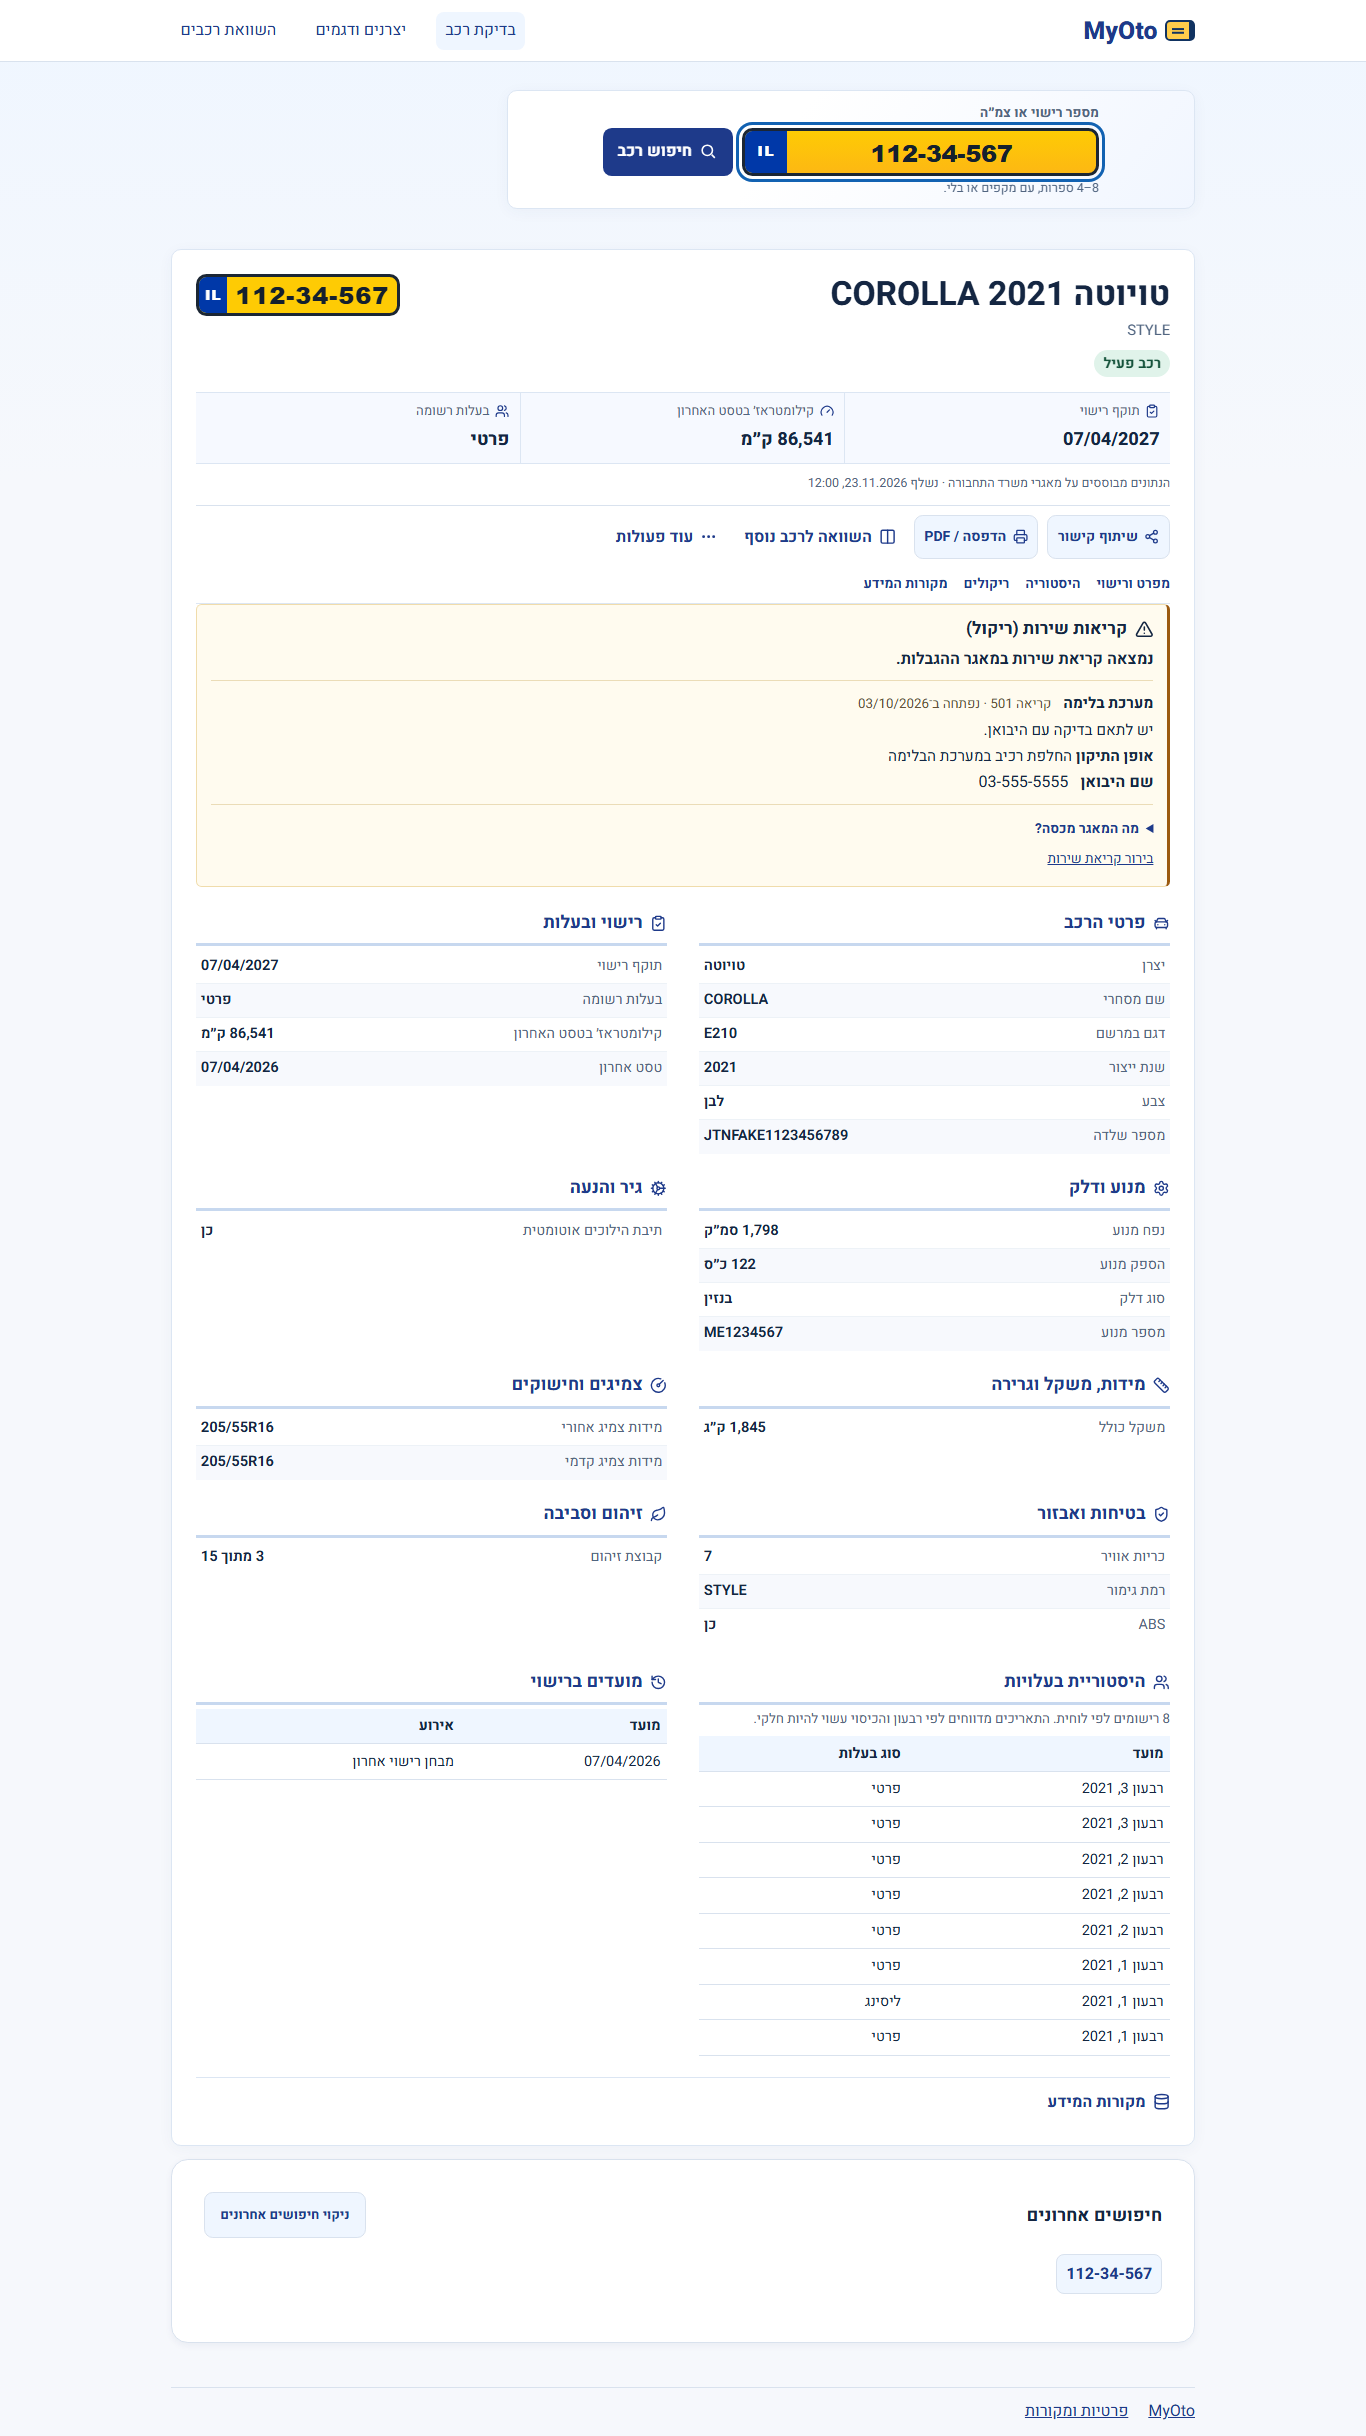 MyOto
בדיקת רכב
יצרנים ודגמים
השוואת רכבים
מספר רישוי או צמ״ה
112-34-567
IL
חיפוש רכב
4–8 ספרות, עם מקפים או בלי.
טויוטה COROLLA 2021
112-34-567
IL
STYLE
רכב פעיל
תוקף רישוי
07/04/2027
קילומטראז' בטסט האחרון
86,541 ק״מ
בעלות רשומה
פרטי
הנתונים מבוססים על מאגרי משרד התחבורה · נשלף 23.11.2026, 12:00
שיתוף קישור
הדפסה / PDF
השוואה לרכב נוסף
עוד פעולות
מפרט ורישוי
היסטוריה
ריקולים
מקורות המידע
קריאות שירות (ריקול)
נמצאה קריאת שירות במאגר ההגבלות.
מערכת בלימה קריאה 501 · נפתחה ב־03/10/2026
יש לתאם בדיקה עם היבואן.
אופן התיקון החלפת רכיב במערכת הבלימה
שם היבואן 03-555-5555
מה המאגר מכסה?
בירור קריאת שירות
פרטי הרכב
יצרן טויוטה
שם מסחרי COROLLA
דגם במרשם E210
שנת ייצור 2021
צבע לבן
מספר שלדה JTNFAKE1123456789
רישוי ובעלות
תוקף רישוי 07/04/2027
בעלות רשומה פרטי
קילומטראז' בטסט האחרון 86,541 ק״מ
טסט אחרון 07/04/2026
מנוע ודלק
נפח מנוע 1,798 סמ״ק
הספק מנוע 122 כ״ס
סוג דלק בנזין
מספר מנוע ME1234567
גיר והנעה
תיבת הילוכים אוטומטית כן
מידות, משקל וגרירה
משקל כולל 1,845 ק״ג
צמיגים וחישוקים
מידות צמיג אחורי 205/55R16
מידות צמיג קדמי 205/55R16
בטיחות ואבזור
כריות אוויר 7
רמת גימור STYLE
ABS כן
זיהום וסביבה
קבוצת זיהום 3 מתוך 15
היסטוריית בעלויות
8 רישומים לפי לוחית. התאריכים מדווחים לפי רבעון והכיסוי עשוי להיות חלקי.
מועד סוג בעלות
רבעון 3, 2021 פרטי
רבעון 3, 2021 פרטי
רבעון 2, 2021 פרטי
רבעון 2, 2021 פרטי
רבעון 2, 2021 פרטי
רבעון 1, 2021 פרטי
רבעון 1, 2021 ליסינג
רבעון 1, 2021 פרטי
מועדים ברישוי
מועד אירוע
07/04/2026 מבחן רישוי אחרון
מקורות המידע
חיפושים אחרונים
ניקוי חיפושים אחרונים
112-34-567
MyOto
פרטיות ומקורות